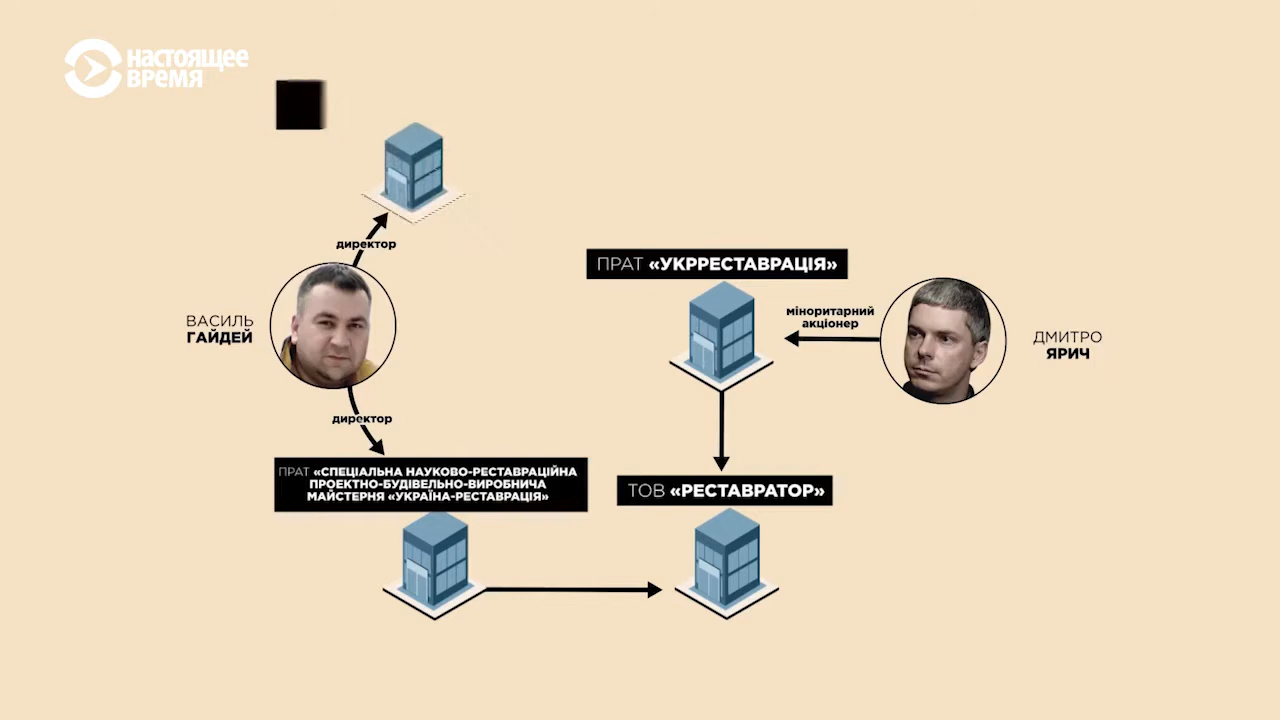 НАСТОЯЩЕЕ
ВРЕМЯ
директор
ВАСИЛЬ
ГАЙДЕЙ
директор
ПРАТ «СПЕЦІАЛЬНА НАУКОВО-РЕСТАВРАЦІЙНА
ПРОЕКТНО-БУДІВЕЛЬНО-ВИРОБНИЧА
МАЙСТЕРНЯ «УКРАЇНА-РЕСТАВРАЦІЯ»
ПРАТ «УКРРЕСТАВРАЦІЯ»
міноритарний
акціонер
ДМИТРО
ЯРИЧ
ТОВ «РЕСТАВРАТОР»